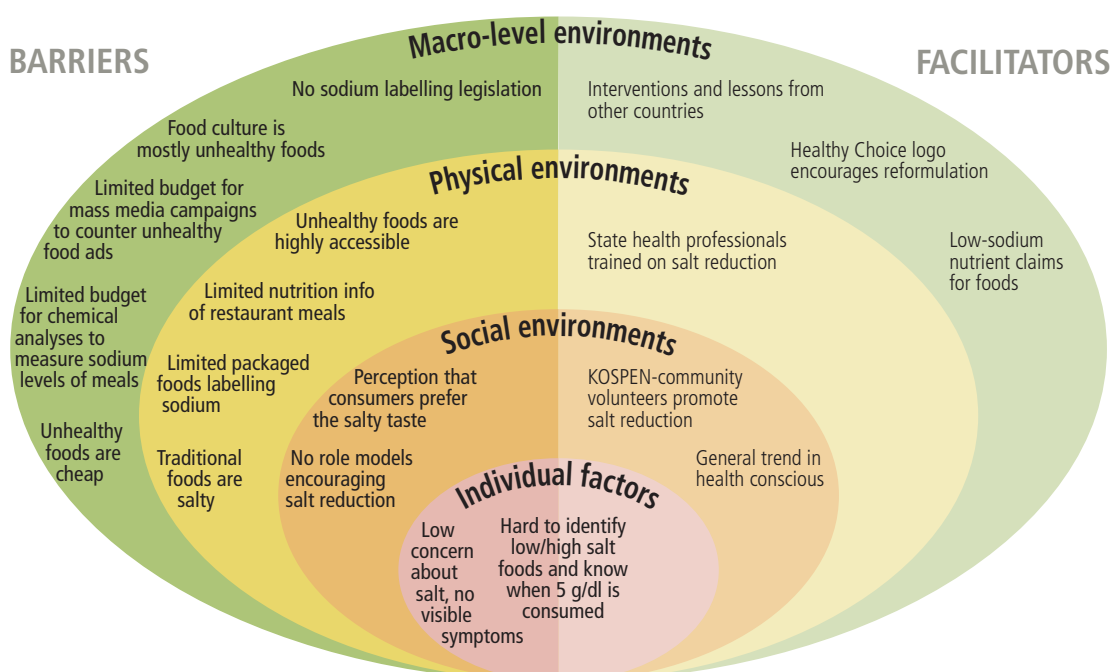 BARRIERS
FACILITATORS
Macro-level environments
No sodium labelling legislation
Food culture is
mostly unhealthy foods
Limited budget for
mass media campaigns
to counter unhealthy
food ads
Limited budget
for chemical
analyses to
measure sodium
levels of meals
Unhealthy
foods are
cheap
Interventions and lessons from
other countries
Healthy Choice logo
encourages reformulation
Low-sodium
nutrient claims
for foods
Physical environments
Unhealthy foods are
highly accessible
Limited nutrition info
of restaurant meals
Limited packaged
foods labelling
sodium
Traditional
foods are
salty
State health professionals
trained on salt reduction
Social environments
Perception that
consumers prefer
the salty taste
No role models
encouraging
salt reduction
KOSPEN-community
volunteers promote
salt reduction
General trend in
health conscious
Individual factors
Low
concern
about
salt, no
visible
symptoms
Hard to identify
low/high salt
foods and know
when 5 g/dl is
consumed